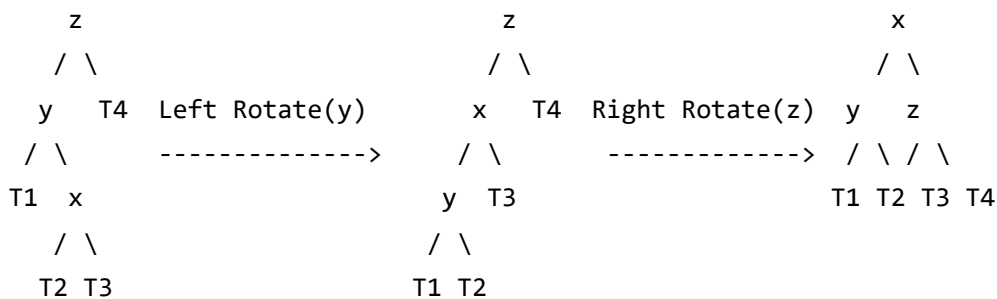 z z x
/ \ / \ / \
y T4 Left Rotate(y) x T4 Right Rotate(z) y z
/ \ --------------> / \ -------------> / \ / \
T1 x y T3 T1 T2 T3 T4
/ \ / \
T2 T3 T1 T2